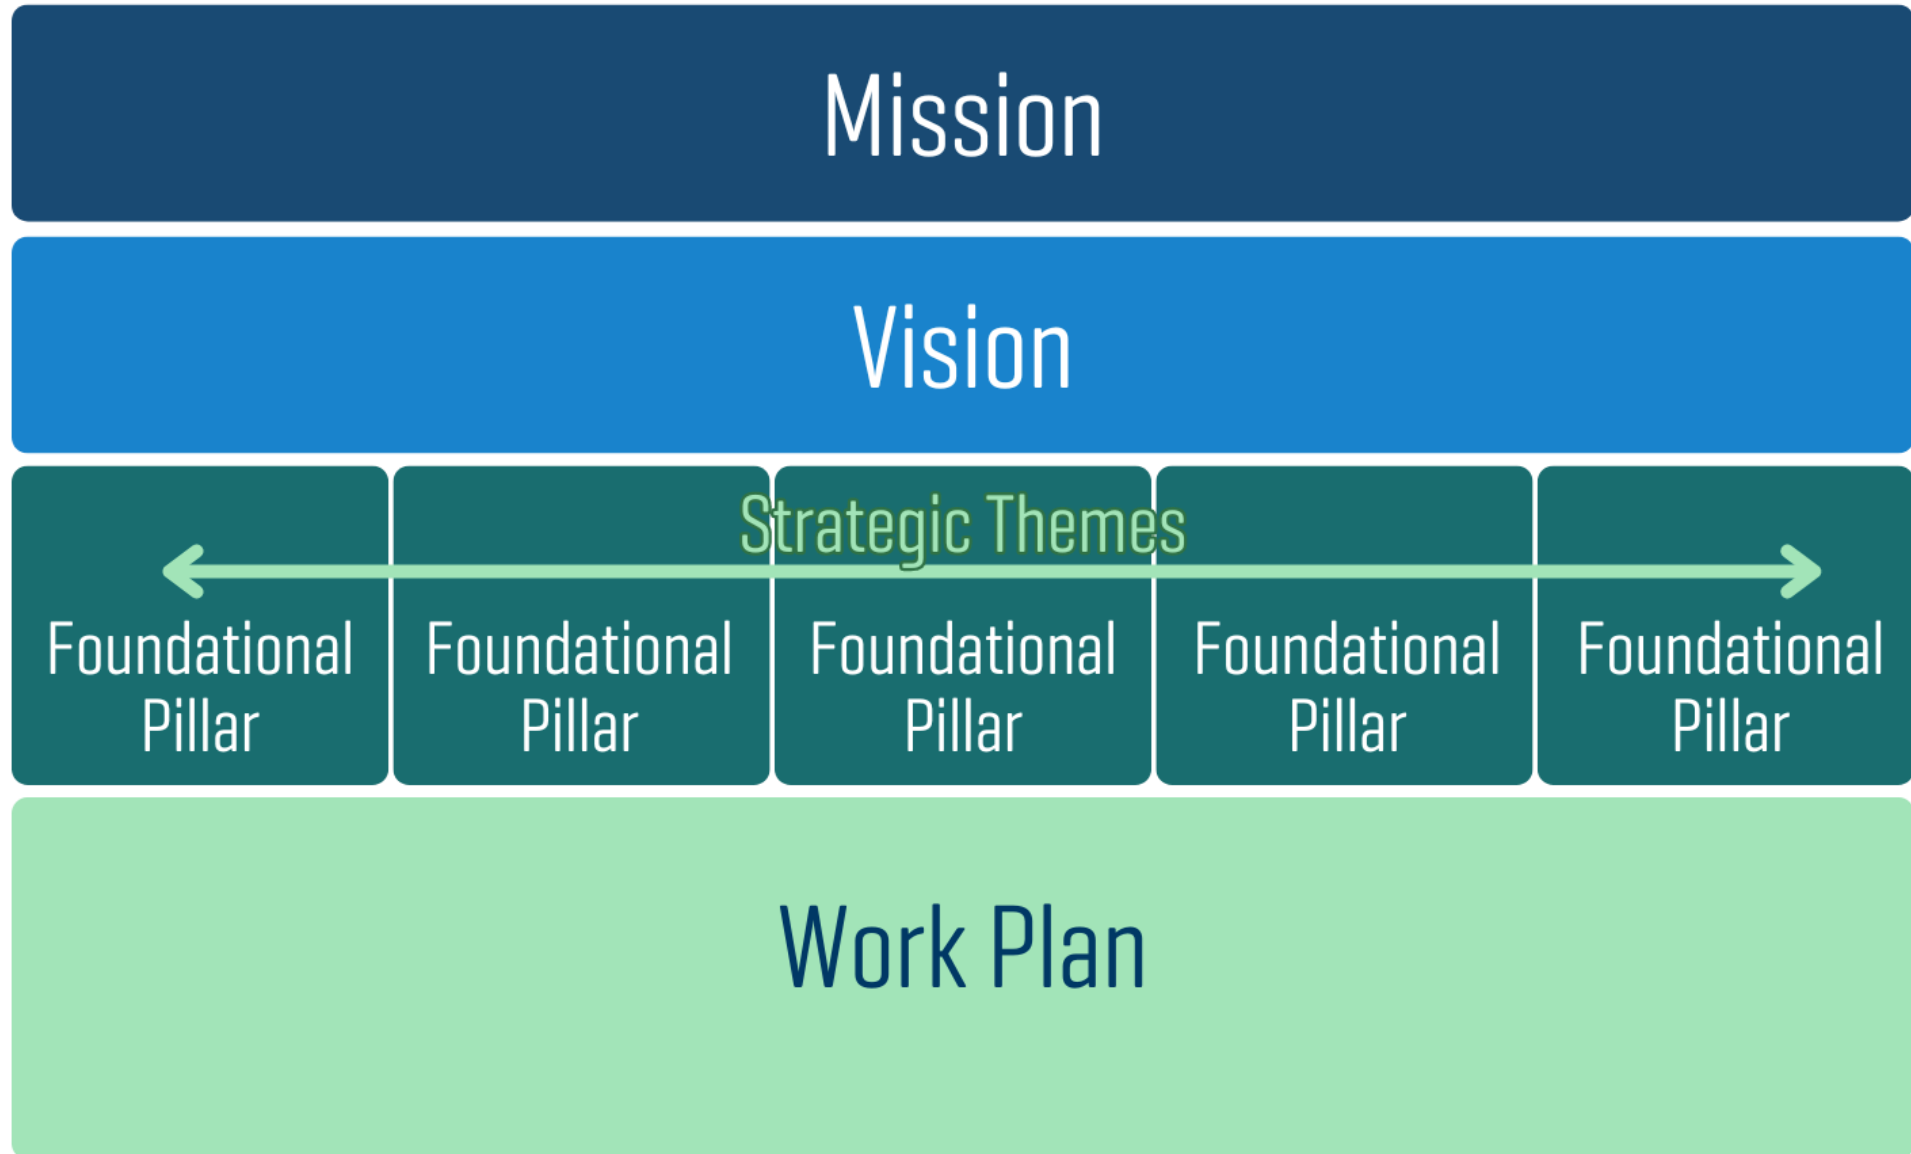 Mission
Vision
Strategic Themes
Foundational
Pillar
Foundational
Pillar
Foundational
Pillar
Foundational
Pillar
Foundational
Pillar
Work Plan